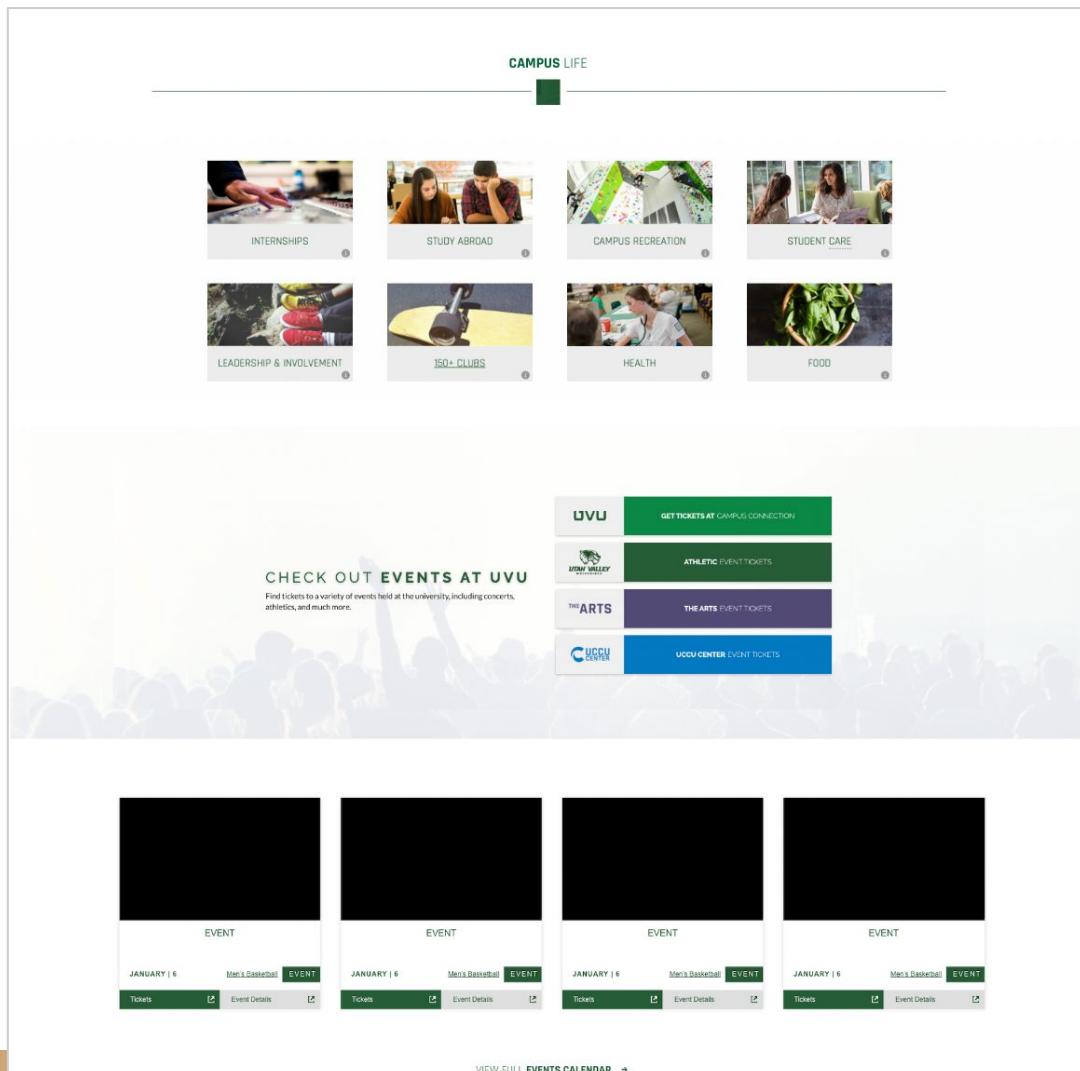 CAMPUS LIFE
INTERNSHIPS
STUDY ABROAD
CAMPUS RECREATION
STUDENT CARE
LEADERSHIP & INVOLVEMENT
150+ CLUBS
HEALTH
FOOD
CHECK OUT EVENTS AT UVU
Find tickets to a variety of events held at the university, including concerts,
athletics, and much more.
UVU
GET TICKETS AT CAMPUS CONNECTION
UTAH VALLEY
WOLVERINES
ATHLETIC EVENT TICKETS
THE ARTS
THE ARTS EVENT TICKETS
UCCU
CENTER
UCCU CENTER EVENT TICKETS
EVENT
JANUARY | 6 Men's Basketball EVENT
Tickets Event Details
EVENT
JANUARY | 6 Men's Basketball EVENT
Tickets Event Details
EVENT
JANUARY | 6 Men's Basketball EVENT
Tickets Event Details
EVENT
JANUARY | 6 Men's Basketball EVENT
Tickets Event Details
VIEW FULL EVENTS CALENDAR →